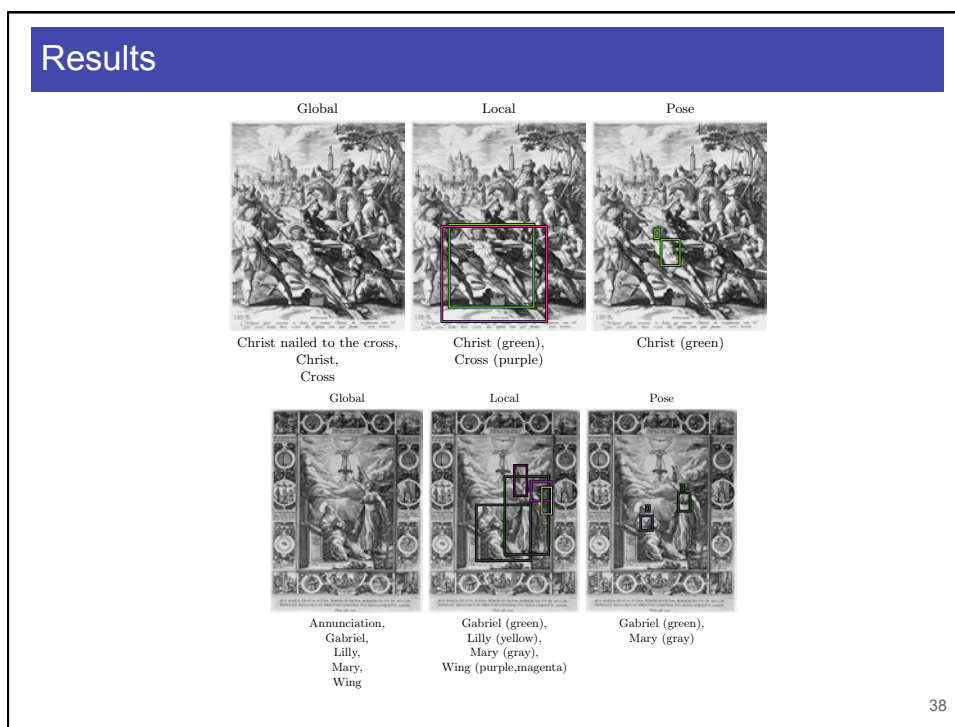 Results
Global
Local
Pose
Christ nailed to the cross,
Christ,
Cross
Christ (green),
Cross (purple)
Christ (green)
Global
Local
Pose
Annunciation,
Gabriel,
Lilly,
Mary,
Wing
Gabriel (green),
Lilly (yellow),
Mary (gray),
Wing (purple,magenta)
Gabriel (green),
Mary (gray)
38